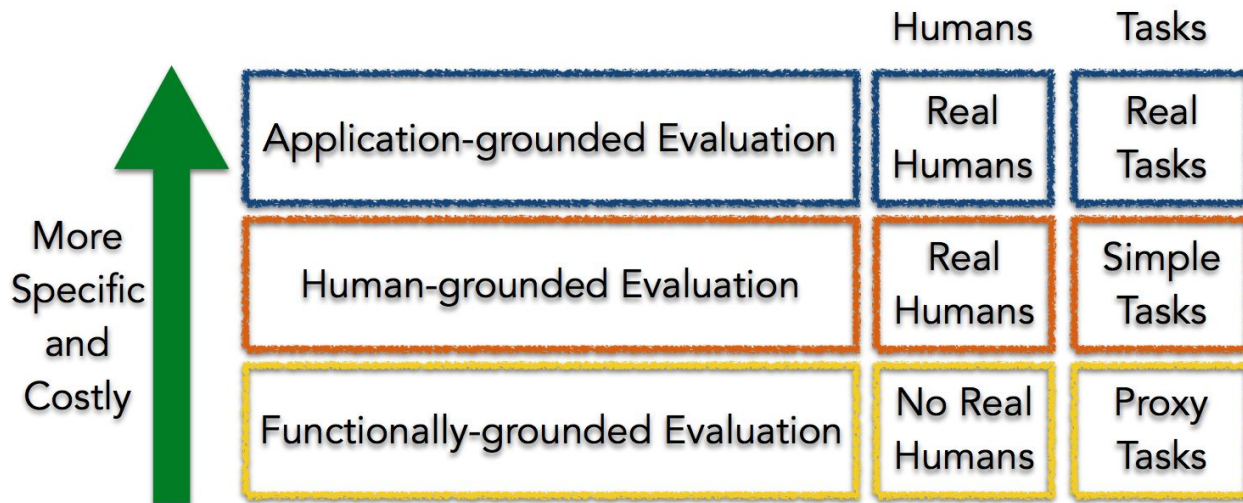 Humans Tasks
Application-grounded Evaluation
Real
Humans
Real
Tasks
More
Specific
and
Costly
Human-grounded Evaluation
Real
Humans
Simple
Tasks
Functionally-grounded Evaluation
No Real
Humans
Proxy
Tasks